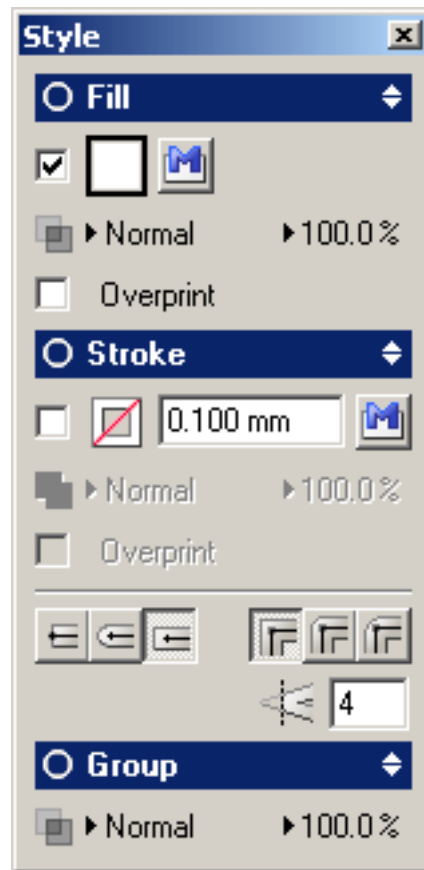 Style
Fill
Normal 100.0%
Overprint
Stroke
0.100 mm
Normal 100.0%
Overprint
4
Group
Normal 100.0%